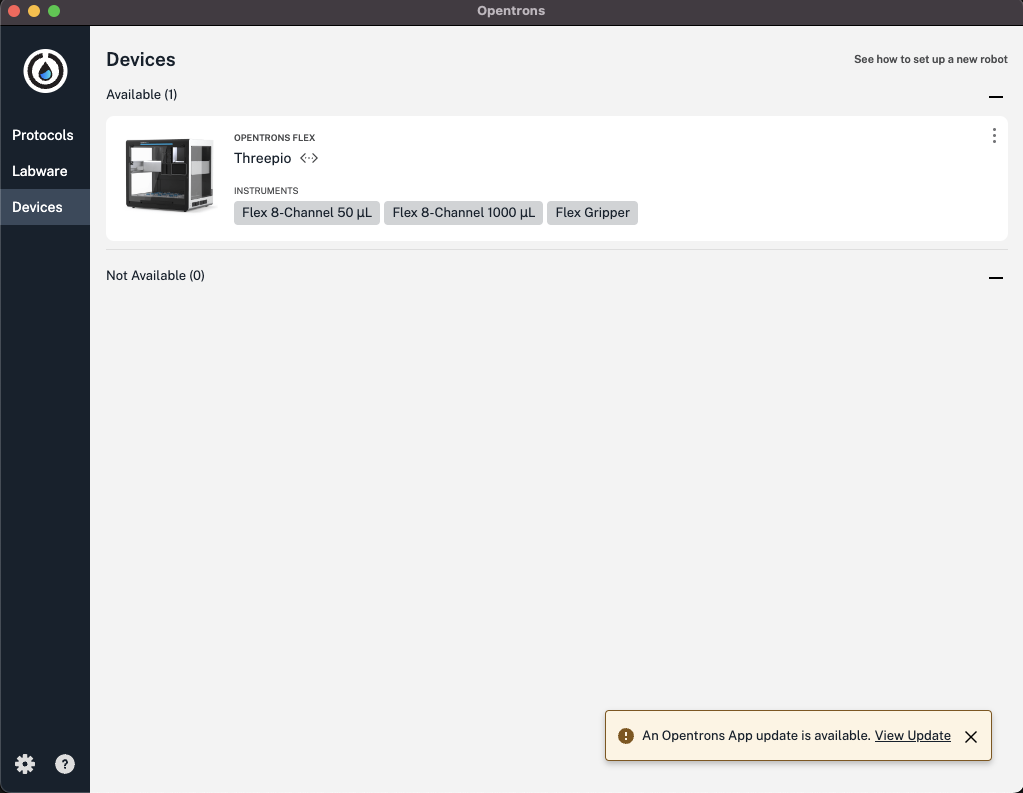 Opentrons
Devices
See how to set up a new robot
Protocols
Labware
Devices
Available (1)
OPENTRONS FLEX
Threepio
INSTRUMENTS
Flex 8-Channel 50 µL
Flex 8-Channel 1000 µL
Flex Gripper
Not Available (0)
An Opentrons App update is available. View Update